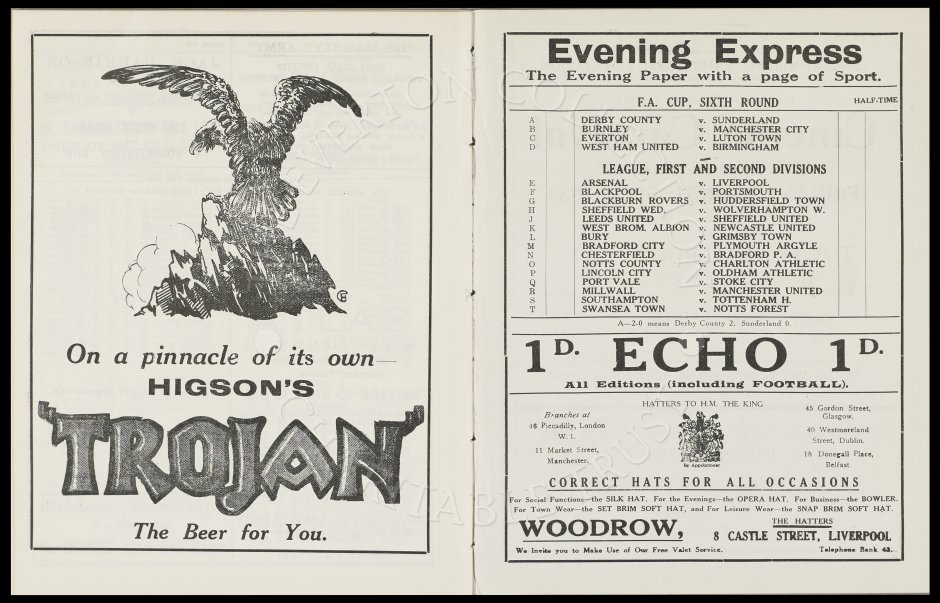 On a pinnacle of its own—
HIGSON'S
"TROJAN"
The Beer for You.
Evening Express
The Evening Paper with a page of Sport.
F.A. CUP, SIXTH ROUND HALF-TIME
A DERBY COUNTY v. SUNDERLAND
B BURNLEY v. MANCHESTER CITY
C EVERTON v. LUTON TOWN
D WEST HAM UNITED v. BIRMINGHAM
LEAGUE, FIRST AND SECOND DIVISIONS
E ARSENAL v. LIVERPOOL
F BLACKPOOL v. PORTSMOUTH
G BLACKBURN ROVERS v. HUDDERSFIELD TOWN
H SHEFFIELD WED. v. WOLVERHAMPTON W.
J LEEDS UNITED v. SHEFFIELD UNITED
K WEST BROM. ALBION v. NEWCASTLE UNITED
L BURY v. GRIMSBY TOWN
M BRADFORD CITY v. PLYMOUTH ARGYLE
N CHESTERFIELD v. BRADFORD P. A.
O NOTTS COUNTY v. CHARLTON ATHLETIC
P LINCOLN CITY v. OLDHAM ATHLETIC
Q PORT VALE v. STOKE CITY
R MILLWALL v. MANCHESTER UNITED
S SOUTHAMPTON v. TOTTENHAM H.
T SWANSEA TOWN v. NOTTS FOREST
A—2-0 means Derby County 2, Sunderland 0.
1D. ECHO 1D.
All Editions (including FOOTBALL).
HATTERS TO H.M. THE KING
Branches at
46 Piccadilly, London
W. 1.
11 Market Street,
Manchester.
By Appointment
45 Gordon Street,
Glasgow.
40 Westmoreland
Street, Dublin.
18 Donegall Place,
Belfast.
CORRECT HATS FOR ALL OCCASIONS
For Social Functions—the SILK HAT. For the Evenings—the OPERA HAT. For Business—the BOWLER.
For Town Wear—the SET BRIM SOFT HAT, and For Leisure Wear—the SNAP BRIM SOFT HAT.
WOODROW, THE HATTERS
8 CASTLE STREET, LIVERPOOL
We Invite you to Make Use of Our Free Valet Service. Telephone Bank 43.